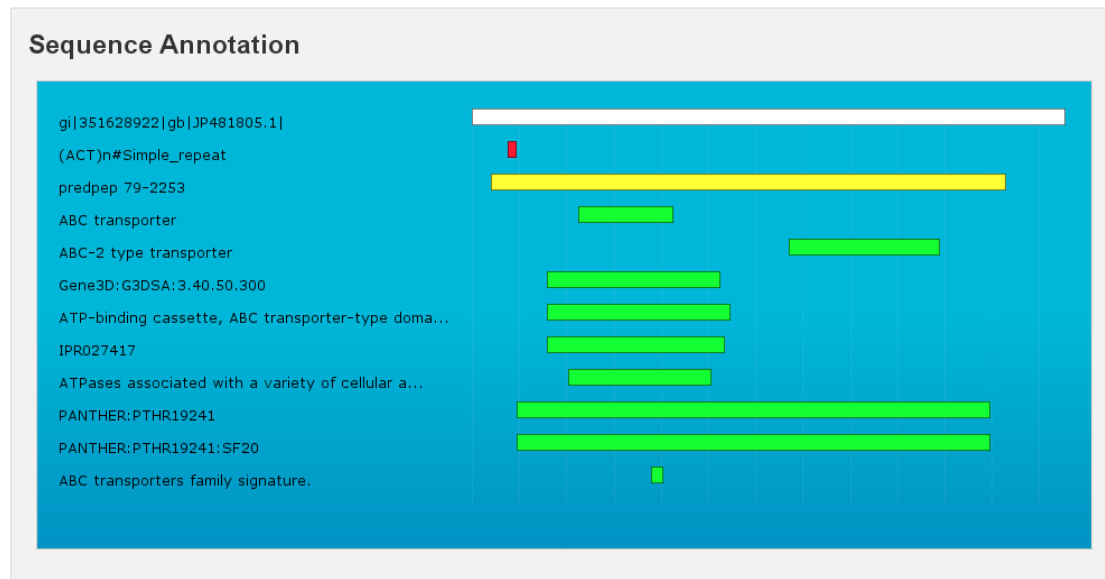 Sequence Annotation
gi|351628922|gb|JP481805.1|
(ACT)n#Simple_repeat
predpep 79-2253
ABC transporter
ABC-2 type transporter
Gene3D:G3DSA:3.40.50.300
ATP-binding cassette, ABC transporter-type doma...
IPR027417
ATPases associated with a variety of cellular a...
PANTHER:PTHR19241
PANTHER:PTHR19241:SF20
ABC transporters family signature.